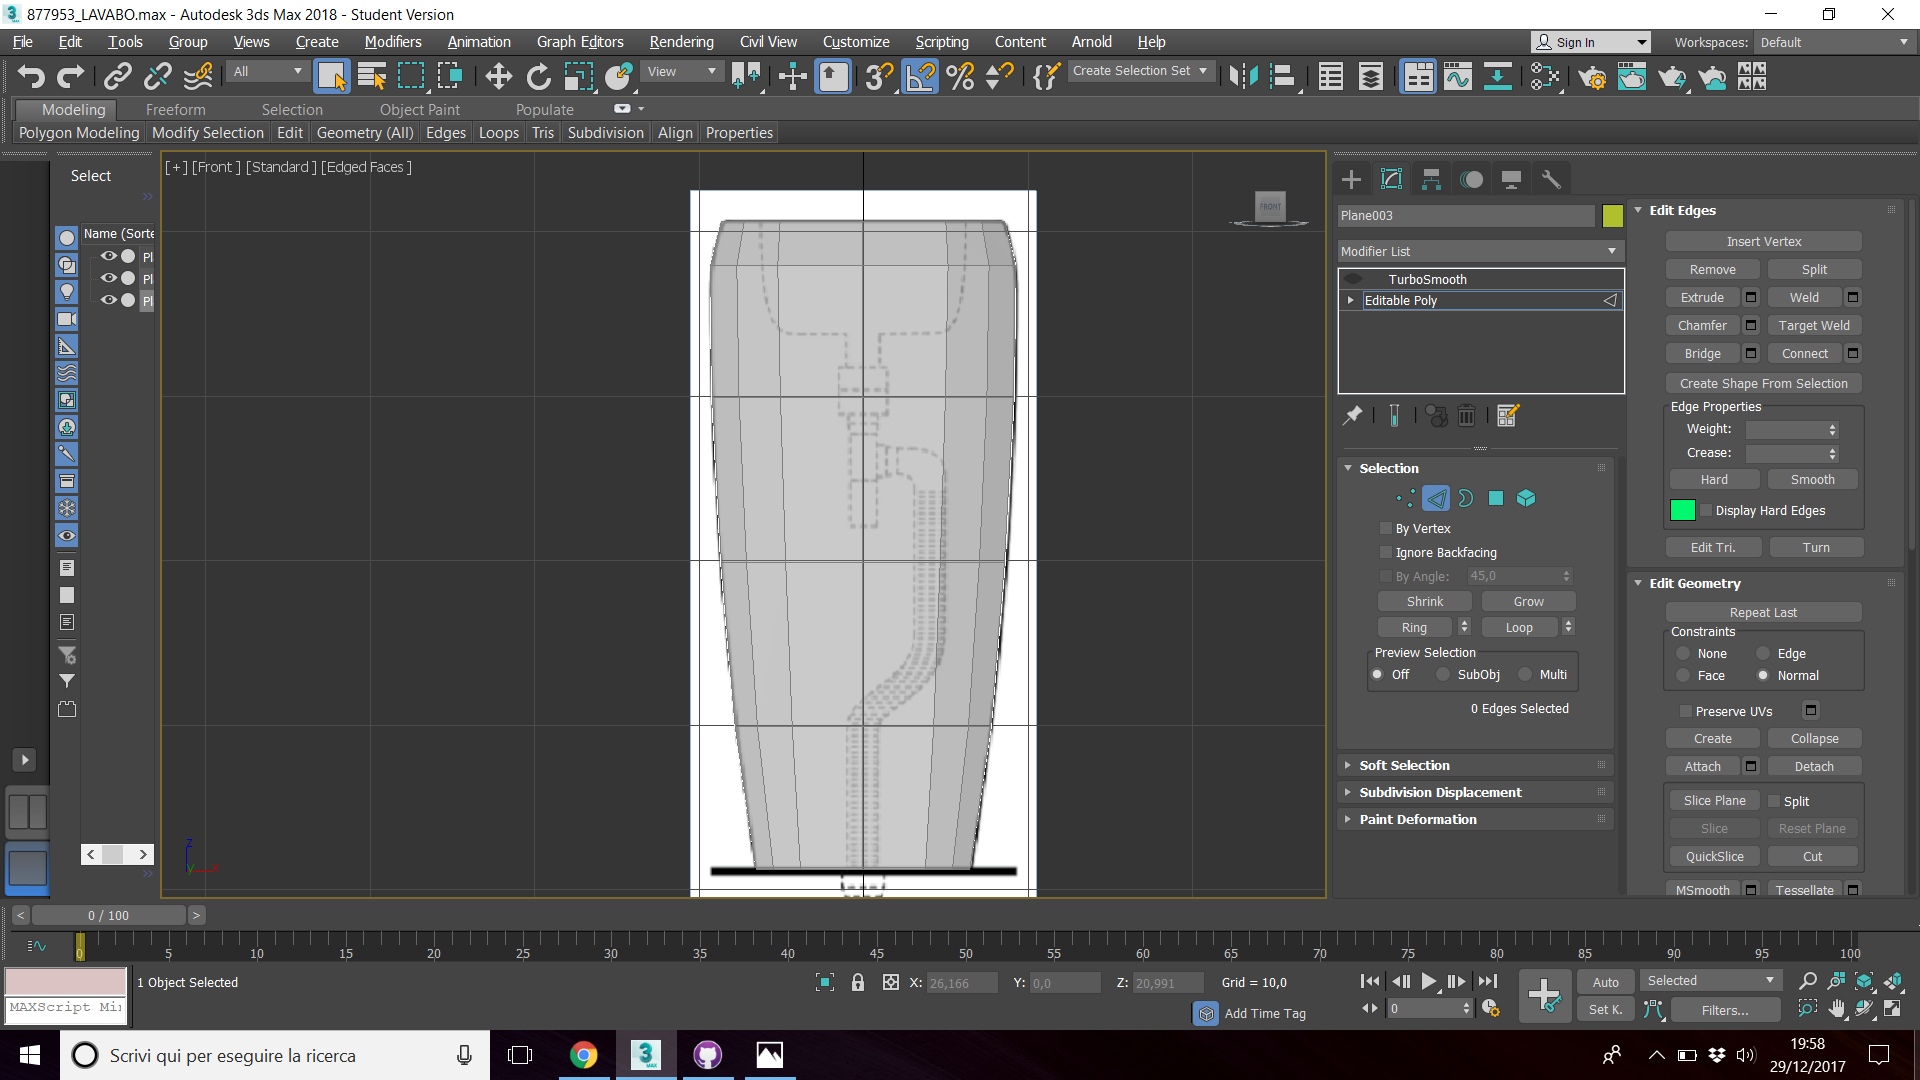 877953_LAVABO.max - Autodesk 3ds Max 2018 - Student Version
File Edit Tools Group Views Create Modifiers Animation Graph Editors Rendering Civil View Customize Scripting Content Arnold Help
Sign In Workspaces: Default
All View Create Selection Set
Modeling Freeform Selection Object Paint Populate
Polygon Modeling Modify Selection Edit Geometry (All) Edges Loops Tris Subdivision Align Properties
Select
Name (Sorte
Pl
Pl
Pl
[+] [Front ] [Standard ] [Edged Faces ]
FRONT
z
y x
Plane003
Modifier List
TurboSmooth
Editable Poly
Selection
By Vertex
Ignore Backfacing
By Angle: 45,0
Shrink Grow
Ring Loop
Preview Selection
Off SubObj Multi
0 Edges Selected
Soft Selection
Subdivision Displacement
Paint Deformation
Edit Edges
Insert Vertex
Remove Split
Extrude Weld
Chamfer Target Weld
Bridge Connect
Create Shape From Selection
Edge Properties
Weight:
Crease:
Hard Smooth
Display Hard Edges
Edit Tri. Turn
Edit Geometry
Repeat Last
Constraints
None Edge
Face Normal
Preserve UVs
Create Collapse
Attach Detach
Slice Plane Split
Slice Reset Plane
QuickSlice Cut
MSmooth Tessellate
< 0 / 100 >
0 5 10 15 20 25 30 35 40 45 50 55 60 65 70 75 80 85 90 95 100
1 Object Selected X: 26,166 Y: 0,0 Z: 20,991 Grid = 10,0
Auto Selected
MAXScript Mi
Add Time Tag
0
Set K. Filters...
Scrivi qui per eseguire la ricerca
3
MAX
19:58
29/12/2017